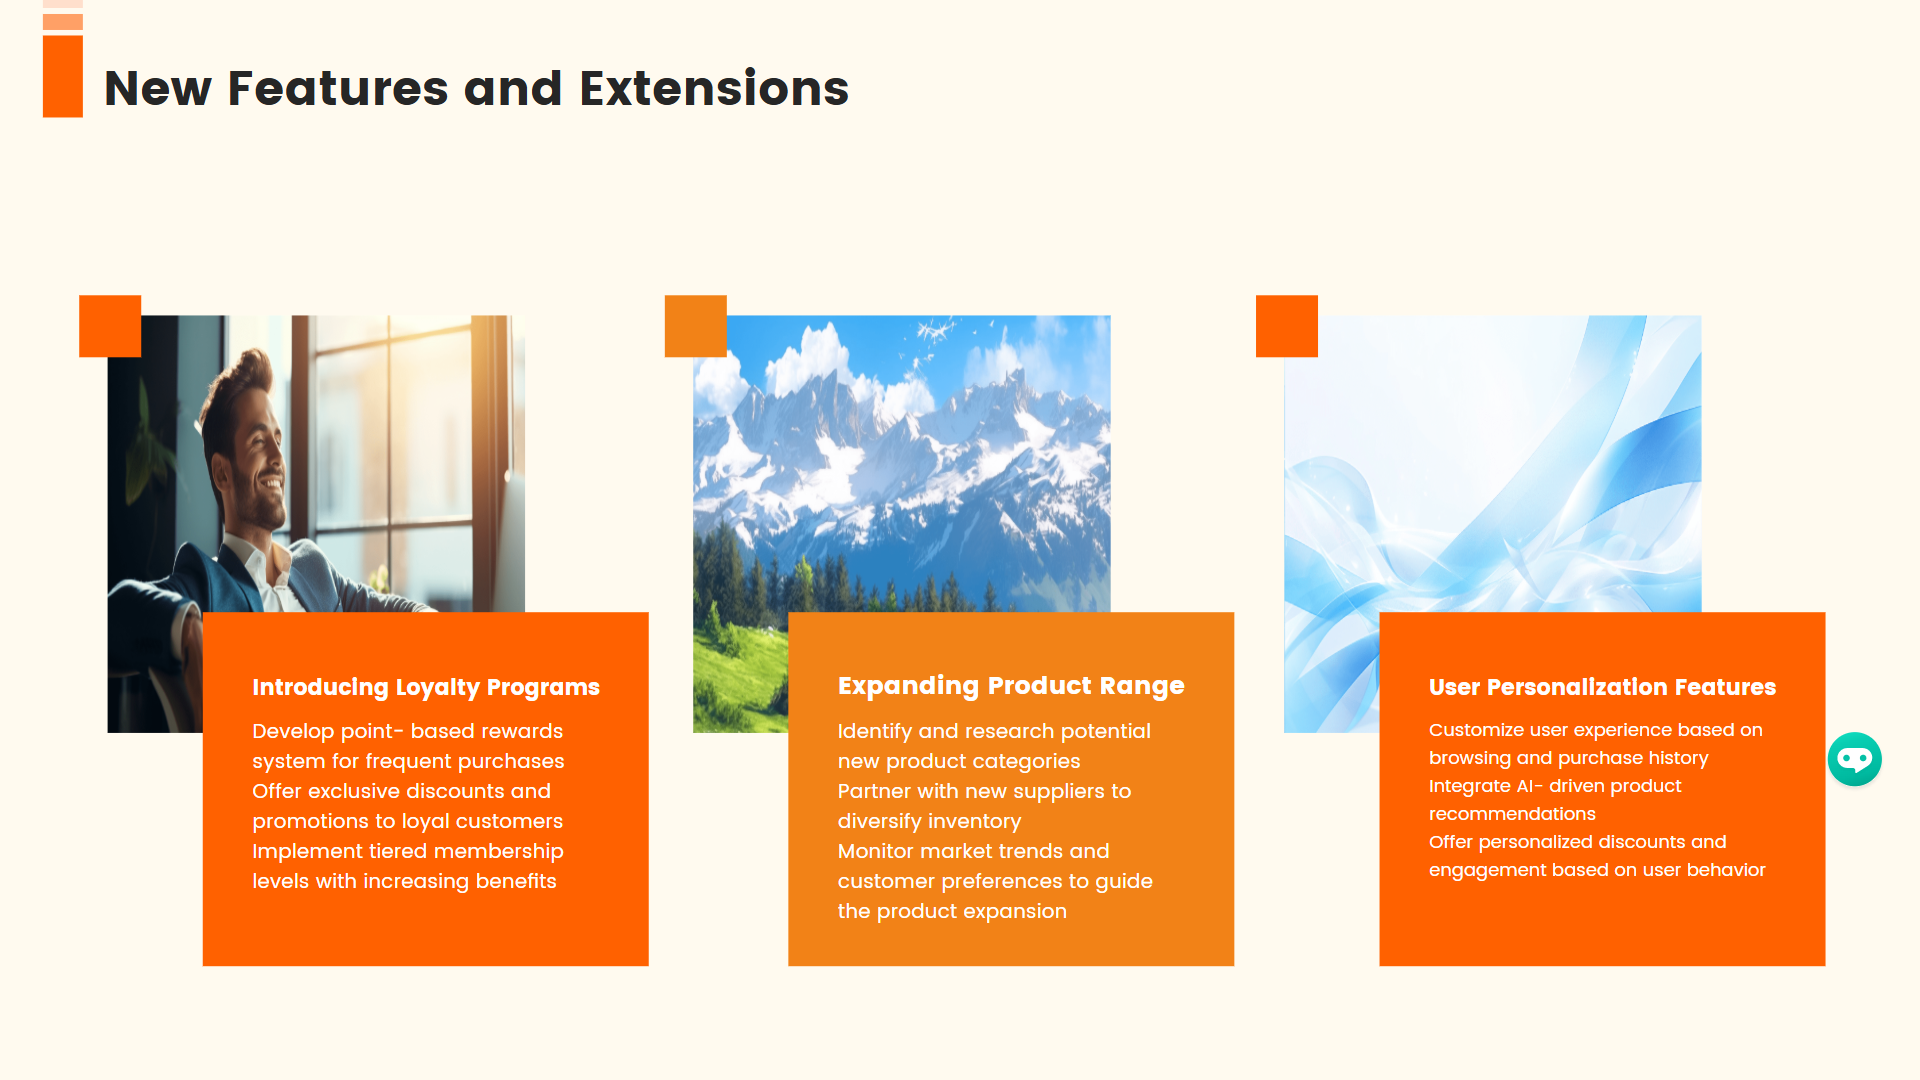 New Features and Extensions
Introducing Loyalty Programs
Develop point- based rewards
system for frequent purchases
Offer exclusive discounts and
promotions to loyal customers
Implement tiered membership
levels with increasing benefits
Expanding Product Range
Identify and research potential
new product categories
Partner with new suppliers to
diversify inventory
Monitor market trends and
customer preferences to guide
the product expansion
User Personalization Features
Customize user experience based on
browsing and purchase history
Integrate AI- driven product
recommendations
Offer personalized discounts and
engagement based on user behavior